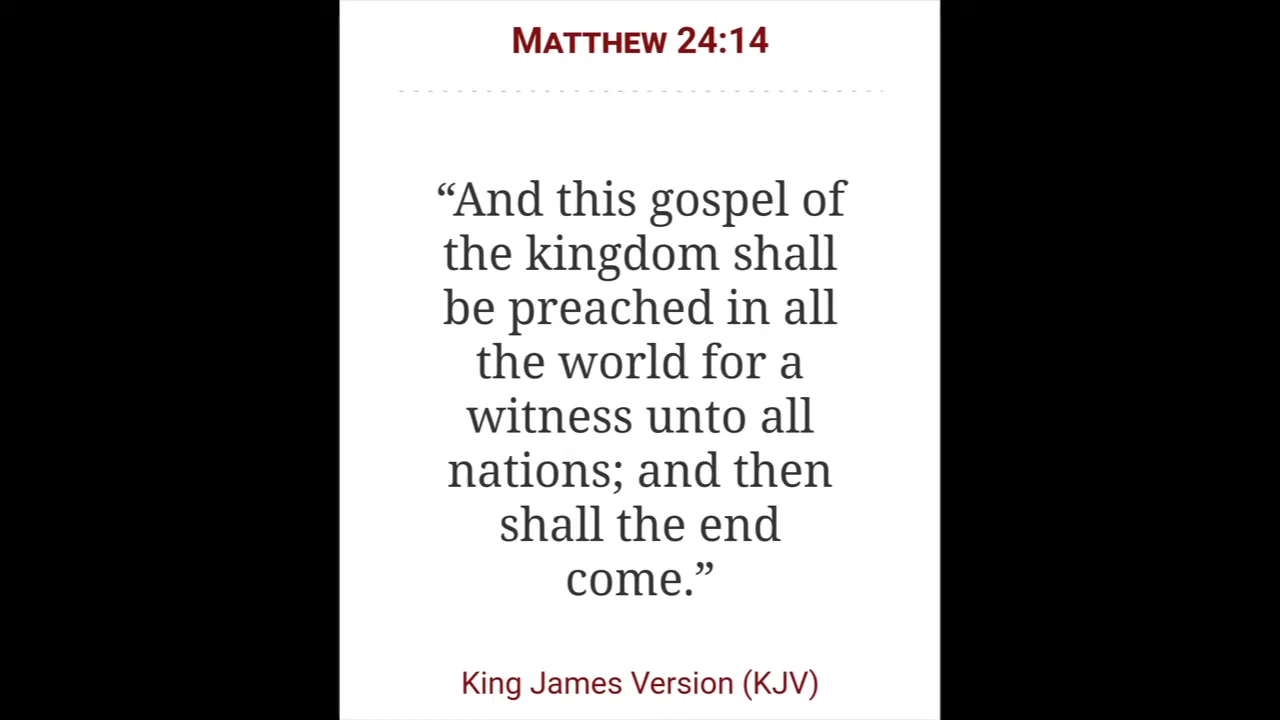 MATTHEW 24:14
“And this gospel of
the kingdom shall
be preached in all
the world for a
witness unto all
nations; and then
shall the end
come.”
King James Version (KJV)